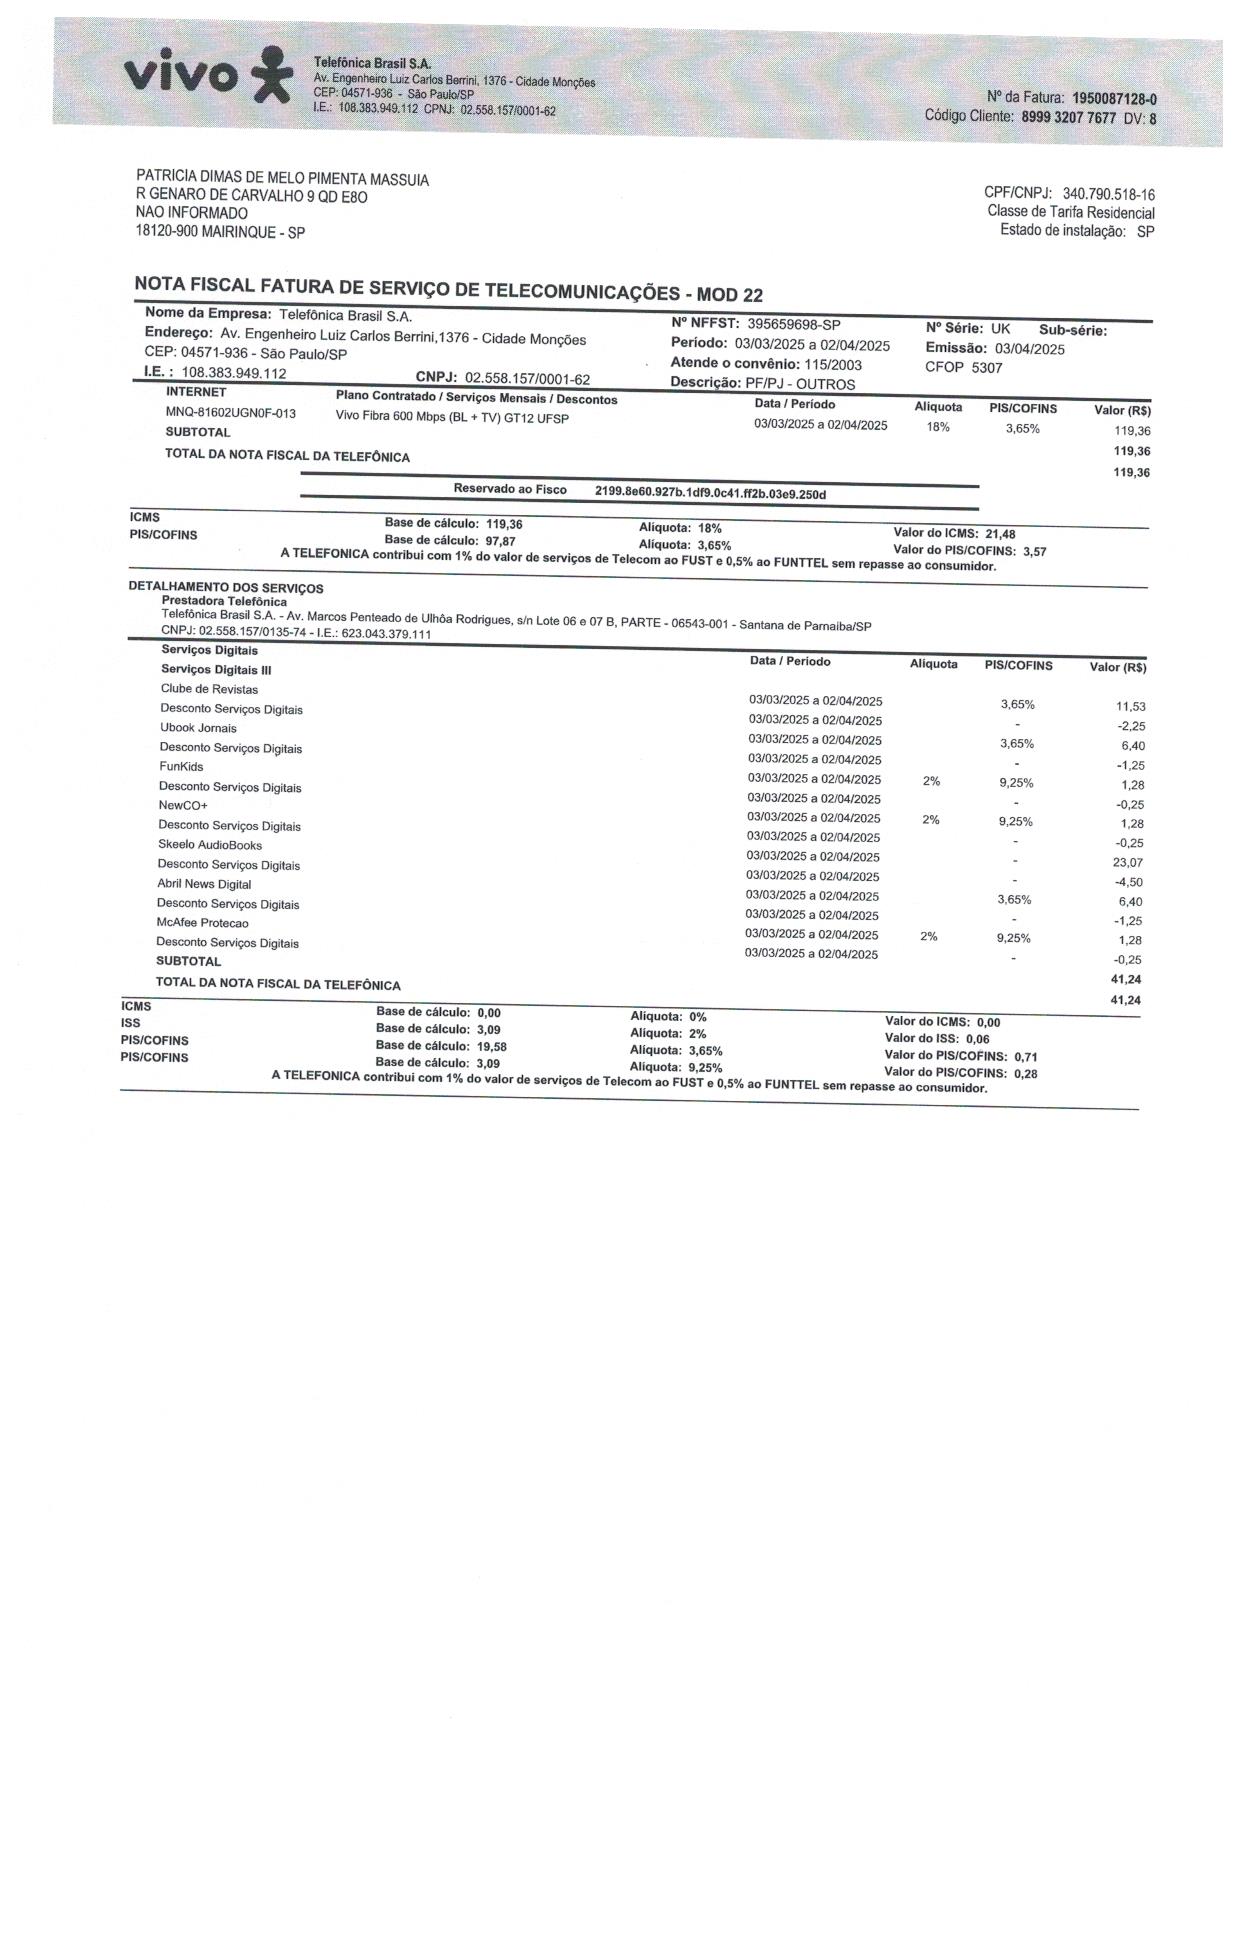 vivo
Telefônica Brasil S.A.
Av. Engenheiro Luiz Carlos Berrini, 1376 - Cidade Monções
CEP: 04571-936 - São Paulo/SP
I.E.: 108.383.949.112 CPNJ: 02.558.157/0001-62
Nº da Fatura: 1950087128-0
Código Cliente: 8999 3207 7677 DV: 8
PATRICIA DIMAS DE MELO PIMENTA MASSUIA
R GENARO DE CARVALHO 9 QD E8O
NAO INFORMADO
18120-900 MAIRINQUE - SP
CPF/CNPJ: 340.790.518-16
Classe de Tarifa Residencial
Estado de instalação: SP
NOTA FISCAL FATURA DE SERVIÇO DE TELECOMUNICAÇÕES - MOD 22
Nome da Empresa: Telefônica Brasil S.A.
Endereço: Av. Engenheiro Luiz Carlos Berrini,1376 - Cidade Monções
CEP: 04571-936 - São Paulo/SP
I.E. : 108.383.949.112 CNPJ: 02.558.157/0001-62
Nº NFFST: 395659698-SP Nº Série: UK Sub-série:
Período: 03/03/2025 a 02/04/2025 Emissão: 03/04/2025
Atende o convênio: 115/2003 CFOP 5307
Descrição: PF/PJ - OUTROS
INTERNET Plano Contratado / Serviços Mensais / Descontos Data / Período Alíquota PIS/COFINS Valor (R$)
MNQ-81602UGN0F-013 Vivo Fibra 600 Mbps (BL + TV) GT12 UFSP 03/03/2025 a 02/04/2025 18% 3,65% 119,36
SUBTOTAL 119,36
TOTAL DA NOTA FISCAL DA TELEFÔNICA 119,36
Reservado ao Fisco 2199.8e60.927b.1df9.0c41.ff2b.03e9.250d
ICMS Base de cálculo: 119,36 Alíquota: 18% Valor do ICMS: 21,48
PIS/COFINS Base de cálculo: 97,87 Alíquota: 3,65% Valor do PIS/COFINS: 3,57
A TELEFONICA contribui com 1% do valor de serviços de Telecom ao FUST e 0,5% ao FUNTTEL sem repasse ao consumidor.
DETALHAMENTO DOS SERVIÇOS
Prestadora Telefônica
Telefônica Brasil S.A. - Av. Marcos Penteado de Ulhôa Rodrigues, s/n Lote 06 e 07 B, PARTE - 06543-001 - Santana de Parnaiba/SP
CNPJ: 02.558.157/0135-74 - I.E.: 623.043.379.111
Serviços Digitais Data / Período Alíquota PIS/COFINS Valor (R$)
Serviços Digitais III
Clube de Revistas 03/03/2025 a 02/04/2025 3,65% 11,53
Desconto Serviços Digitais 03/03/2025 a 02/04/2025 - -2,25
Ubook Jornais 03/03/2025 a 02/04/2025 3,65% 6,40
Desconto Serviços Digitais 03/03/2025 a 02/04/2025 - -1,25
FunKids 03/03/2025 a 02/04/2025 2% 9,25% 1,28
Desconto Serviços Digitais 03/03/2025 a 02/04/2025 - -0,25
NewCO+ 03/03/2025 a 02/04/2025 2% 9,25% 1,28
Desconto Serviços Digitais 03/03/2025 a 02/04/2025 - -0,25
Skeelo AudioBooks 03/03/2025 a 02/04/2025 - 23,07
Desconto Serviços Digitais 03/03/2025 a 02/04/2025 - -4,50
Abril News Digital 03/03/2025 a 02/04/2025 3,65% 6,40
Desconto Serviços Digitais 03/03/2025 a 02/04/2025 - -1,25
McAfee Protecao 03/03/2025 a 02/04/2025 2% 9,25% 1,28
Desconto Serviços Digitais 03/03/2025 a 02/04/2025 - -0,25
SUBTOTAL 41,24
TOTAL DA NOTA FISCAL DA TELEFÔNICA 41,24
ICMS Base de cálculo: 0,00 Alíquota: 0% Valor do ICMS: 0,00
ISS Base de cálculo: 3,09 Alíquota: 2% Valor do ISS: 0,06
PIS/COFINS Base de cálculo: 19,58 Alíquota: 3,65% Valor do PIS/COFINS: 0,71
PIS/COFINS Base de cálculo: 3,09 Alíquota: 9,25% Valor do PIS/COFINS: 0,28
A TELEFONICA contribui com 1% do valor de serviços de Telecom ao FUST e 0,5% ao FUNTTEL sem repasse ao consumidor.